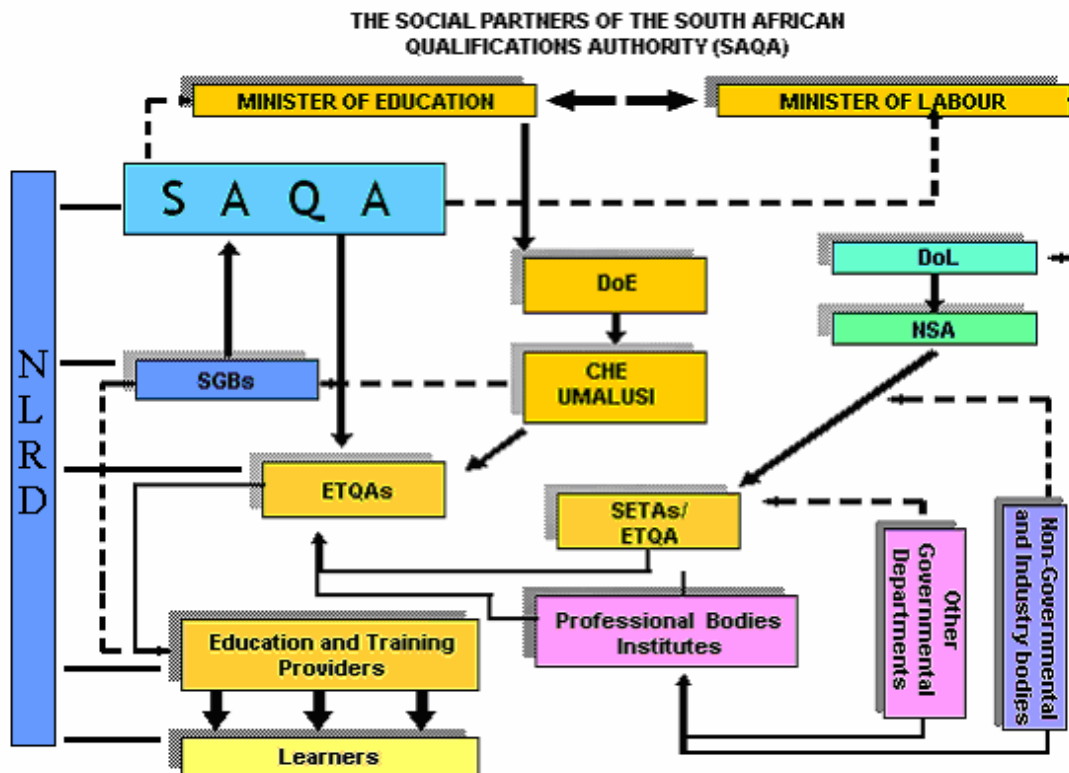 THE SOCIAL PARTNERS OF THE SOUTH AFRICAN
QUALIFICATIONS AUTHORITY (SAQA)
MINISTER OF EDUCATION
MINISTER OF LABOUR
S A Q A
DoE
DoL
NSA
NLRD
SGBs
CHE
UMALUSI
ETQAs
SETAs/
ETQA
Other
Governmental
Departments
Non-Governmental
and Industry bodies
Professional Bodies
Institutes
Education and Training
Providers
Learners